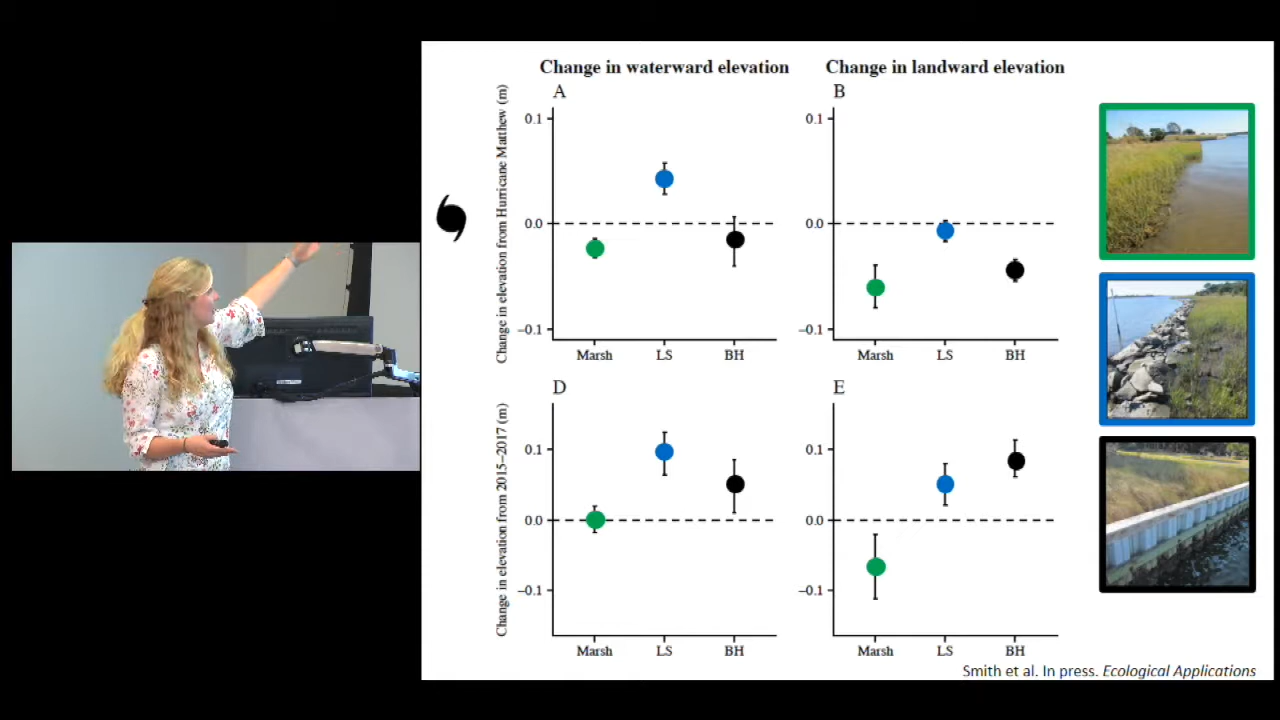 Change in waterward elevation
Change in landward elevation
A
B
Change in elevation from Hurricane Matthew (m)
0.1
0.0
−0.1
Marsh LS BH
0.1
0.0
−0.1
Marsh LS BH
D
E
Change in elevation from 2015–2017 (m)
0.1
0.0
−0.1
Marsh LS BH
0.1
0.0
−0.1
Marsh LS BH
Smith et al. In press. Ecological Applications